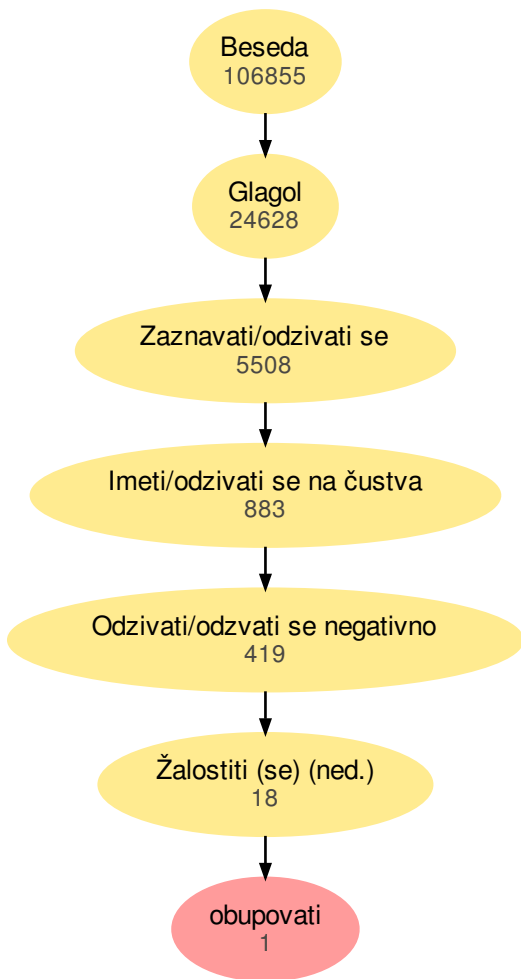 Beseda
106855
Glagol
24628
Zaznavati/odzivati se
5508
Imeti/odzivati se na čustva
883
Odzivati/odzvati se negativno
419
Žalostiti (se) (ned.)
18
obupovati
1